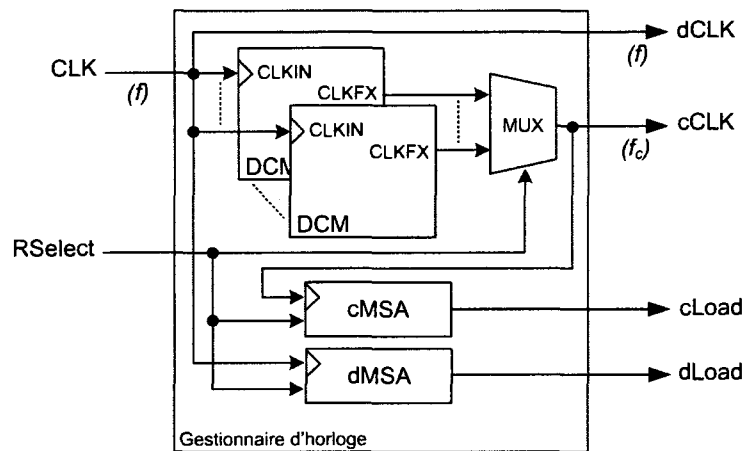 dCLK
(f)
CLK
(f)
CLKIN
CLKFX
CLKIN
CLKFX
MUX
cCLK
(fc)
DCM
DCM
RSelect
cMSA
cLoad
dMSA
dLoad
Gestionnaire d'horloge